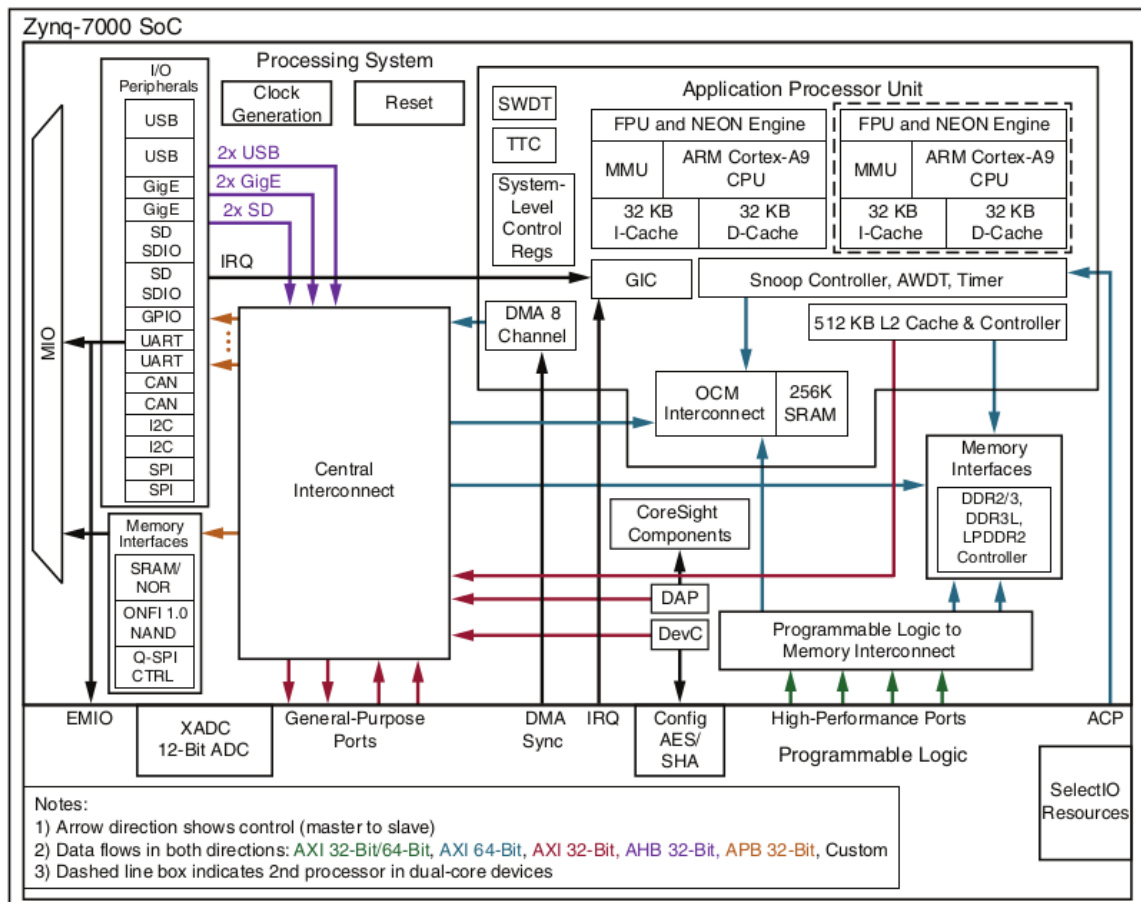 Zynq-7000 SoC
Processing System
I/O
Peripherals
USB
USB
GigE
GigE
SD
SDIO
SD
SDIO
GPIO
UART
UART
CAN
CAN
I2C
I2C
SPI
SPI
MIO
Memory
Interfaces
SRAM/
NOR
ONFI 1.0
NAND
Q-SPI
CTRL
Clock
Generation
Reset
2x USB
2x GigE
2x SD
IRQ
Central
Interconnect
Application Processor Unit
SWDT
TTC
System-
Level
Control
Regs
FPU and NEON Engine
MMU
ARM Cortex-A9
CPU
32 KB
I-Cache
32 KB
D-Cache
FPU and NEON Engine
MMU
ARM Cortex-A9
CPU
32 KB
I-Cache
32 KB
D-Cache
GIC
Snoop Controller, AWDT, Timer
DMA 8
Channel
512 KB L2 Cache & Controller
OCM
Interconnect
256K
SRAM
Memory
Interfaces
DDR2/3,
DDR3L,
LPDDR2
Controller
CoreSight
Components
DAP
DevC
Programmable Logic to
Memory Interconnect
EMIO
XADC
12-Bit ADC
General-Purpose
Ports
DMA
Sync
IRQ
Config
AES/
SHA
High-Performance Ports
ACP
Programmable Logic
SelectIO
Resources
Notes:
1) Arrow direction shows control (master to slave)
2) Data flows in both directions: AXI 32-Bit/64-Bit, AXI 64-Bit, AXI 32-Bit, AHB 32-Bit, APB 32-Bit, Custom
3) Dashed line box indicates 2nd processor in dual-core devices